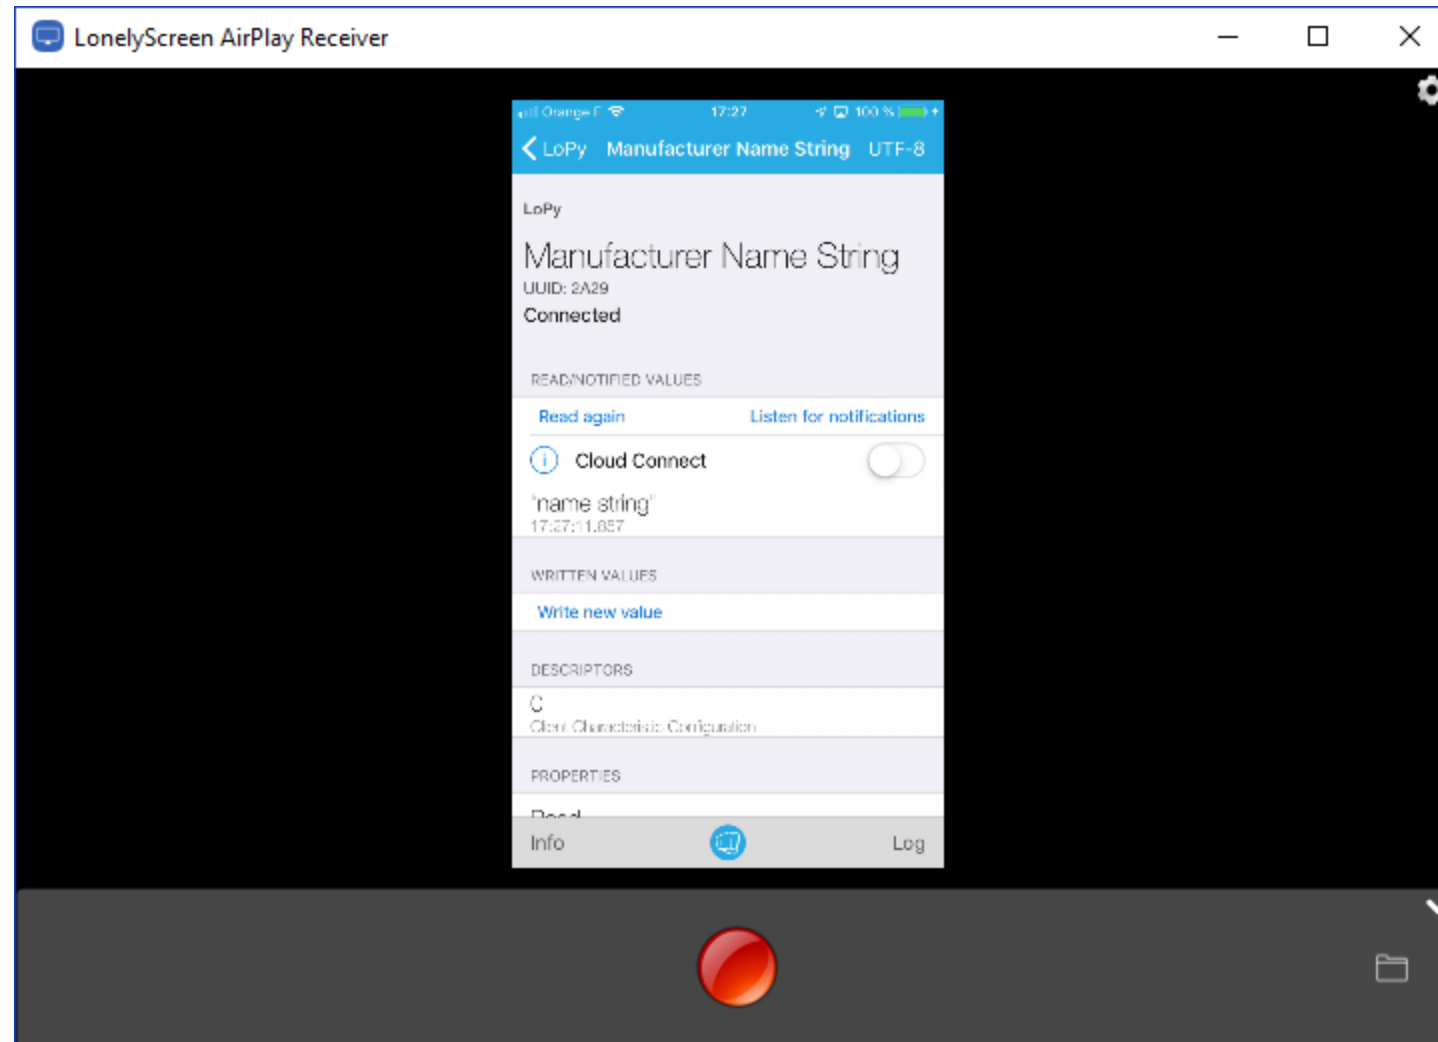 LonelyScreen AirPlay Receiver
Orange F 17:27 100 % +
LoPy Manufacturer Name String UTF-8
LoPy
Manufacturer Name String
UUID: 2A29
Connected
READ/NOTIFIED VALUES
Read again Listen for notifications
Cloud Connect
"name string"
17:27:11.857
WRITTEN VALUES
Write new value
DESCRIPTORS
C
Client Characteristic Configuration
PROPERTIES
Read
Info Log